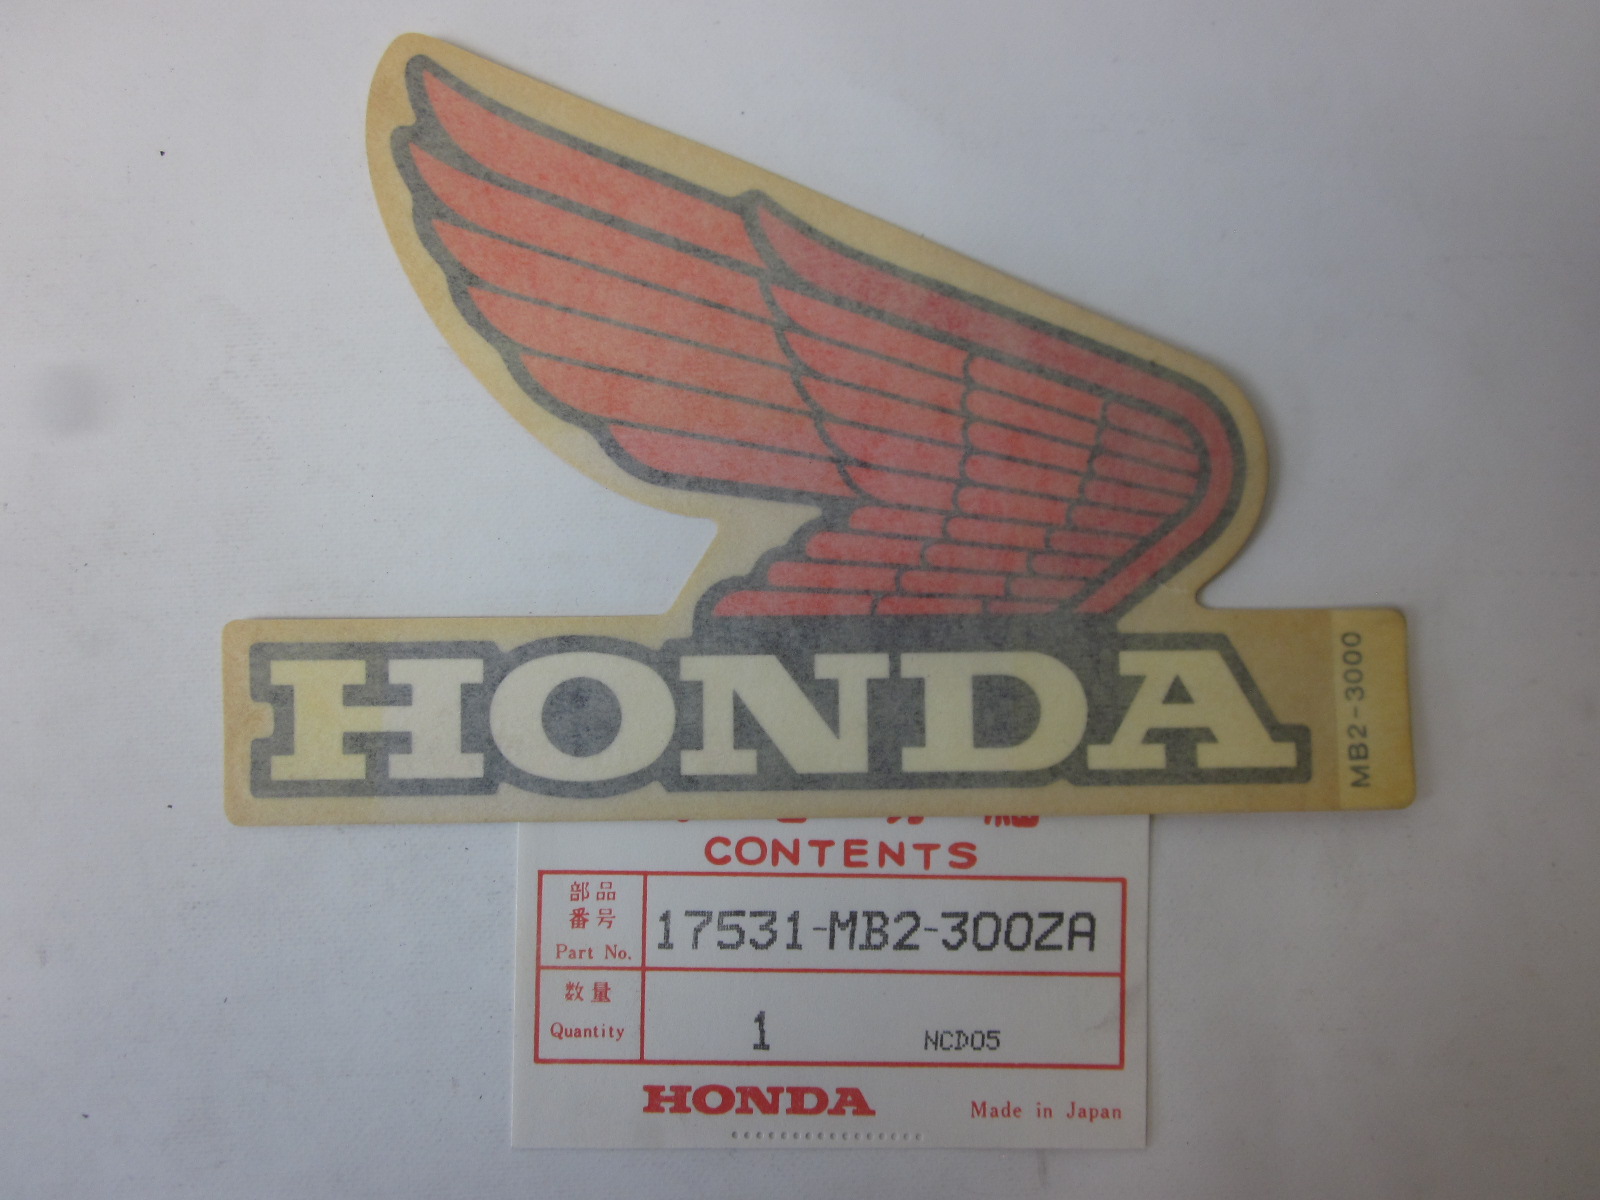 HONDA
MB2-3000
CONTENTS
部品
番号
Part No.
17531-MB2-300ZA
数量
Quantity
1
NCD05
HONDA
Made in Japan